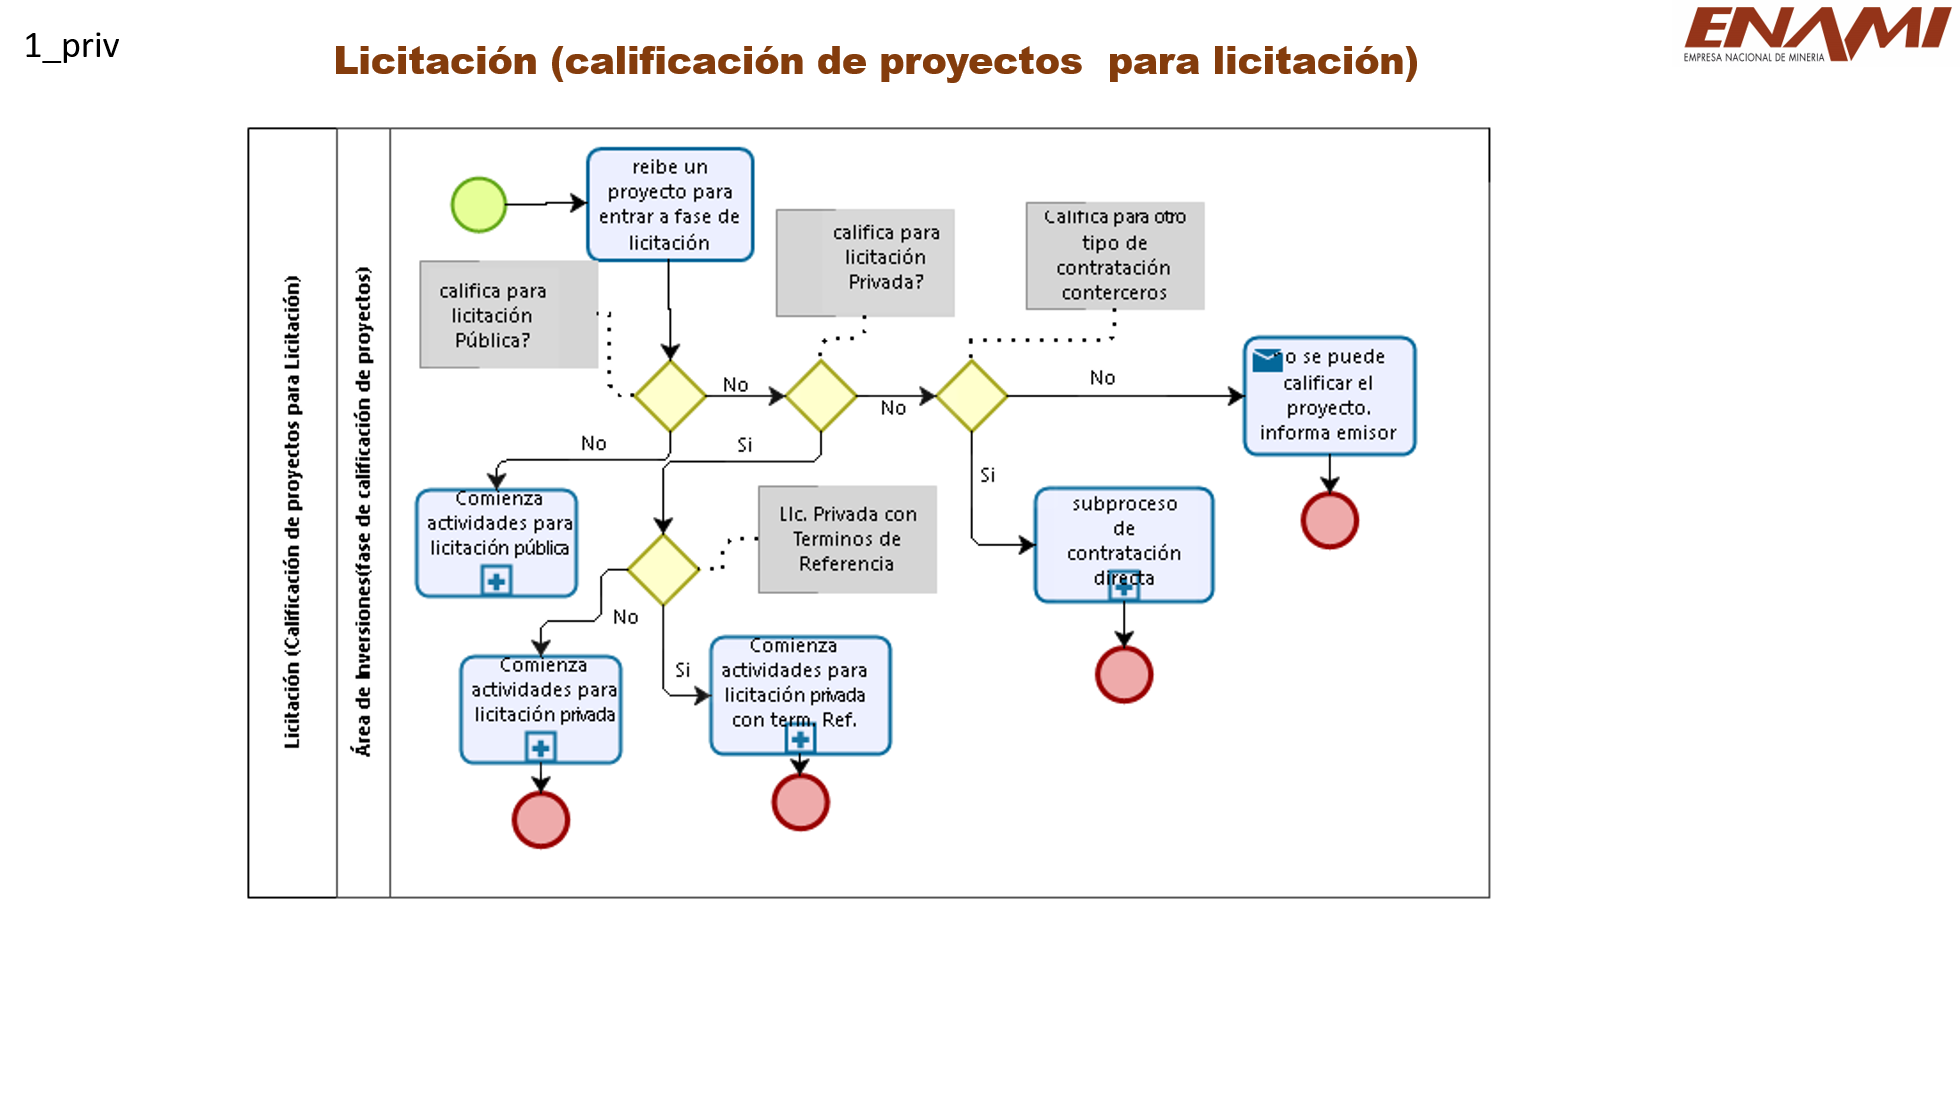 1_priv
Licitación (calificación de proyectos  para licitación)
ENAMI
EMPRESA NACIONAL DE MINERIA
Licitación (Calificación de proyectos para Licitación)
Área de Inversiones(fase de calificación de proyectos)
reibe un
proyecto para
entrar a fase de
licitación
califica para
licitación
Pública?
califica para
licitación
Privada?
Califica para otro
tipo de
contratación
conterceros
No
No
No
no se puede
calificar el
proyecto.
informa emisor
No
Si
Si
Comienza
actividades para
licitación pública
LIc. Privada con
Terminos de
Referencia
subproceso
de
contratación
directa
No
Si
Comienza
actividades para
licitación privada
Comienza
actividades para
licitación privada
con term. Ref.